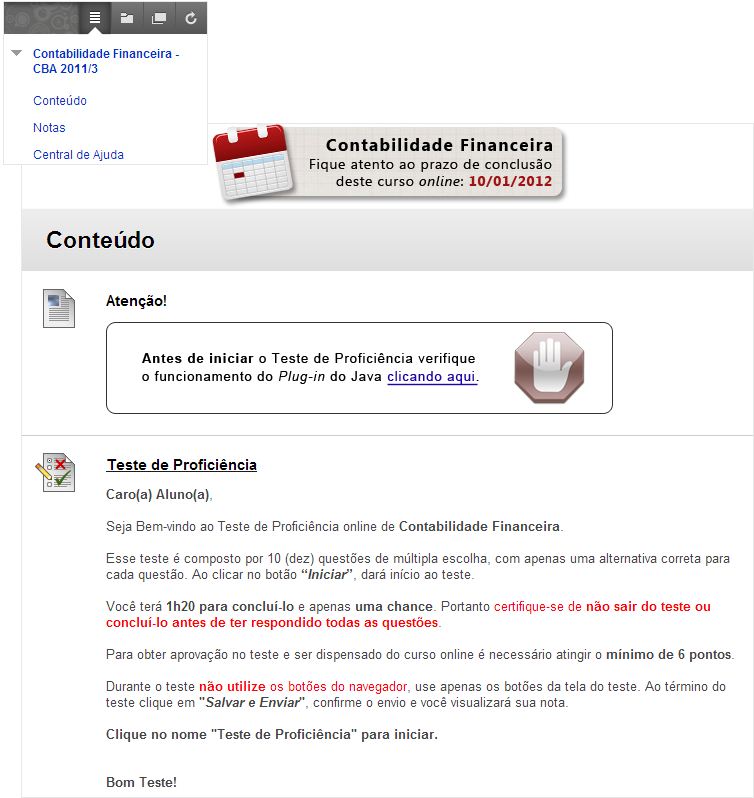 Contabilidade Financeira -
CBA 2011/3
Conteúdo
Notas
Central de Ajuda
Contabilidade Financeira
Fique atento ao prazo de conclusão
deste curso online: 10/01/2012
Conteúdo
Atenção!
Antes de iniciar o Teste de Proficiência verifique
o funcionamento do Plug-in do Java clicando aqui.
Teste de Proficiência
Caro(a) Aluno(a),
Seja Bem-vindo ao Teste de Proficiência online de Contabilidade Financeira.
Esse teste é composto por 10 (dez) questões de múltipla escolha, com apenas uma alternativa correta para
cada questão. Ao clicar no botão “Iniciar”, dará início ao teste.
Você terá 1h20 para concluí-lo e apenas uma chance. Portanto certifique-se de não sair do teste ou
concluí-lo antes de ter respondido todas as questões.
Para obter aprovação no teste e ser dispensado do curso online é necessário atingir o mínimo de 6 pontos.
Durante o teste não utilize os botões do navegador, use apenas os botões da tela do teste. Ao término do
teste clique em "Salvar e Enviar", confirme o envio e você visualizará sua nota.
Clique no nome "Teste de Proficiência" para iniciar.
Bom Teste!